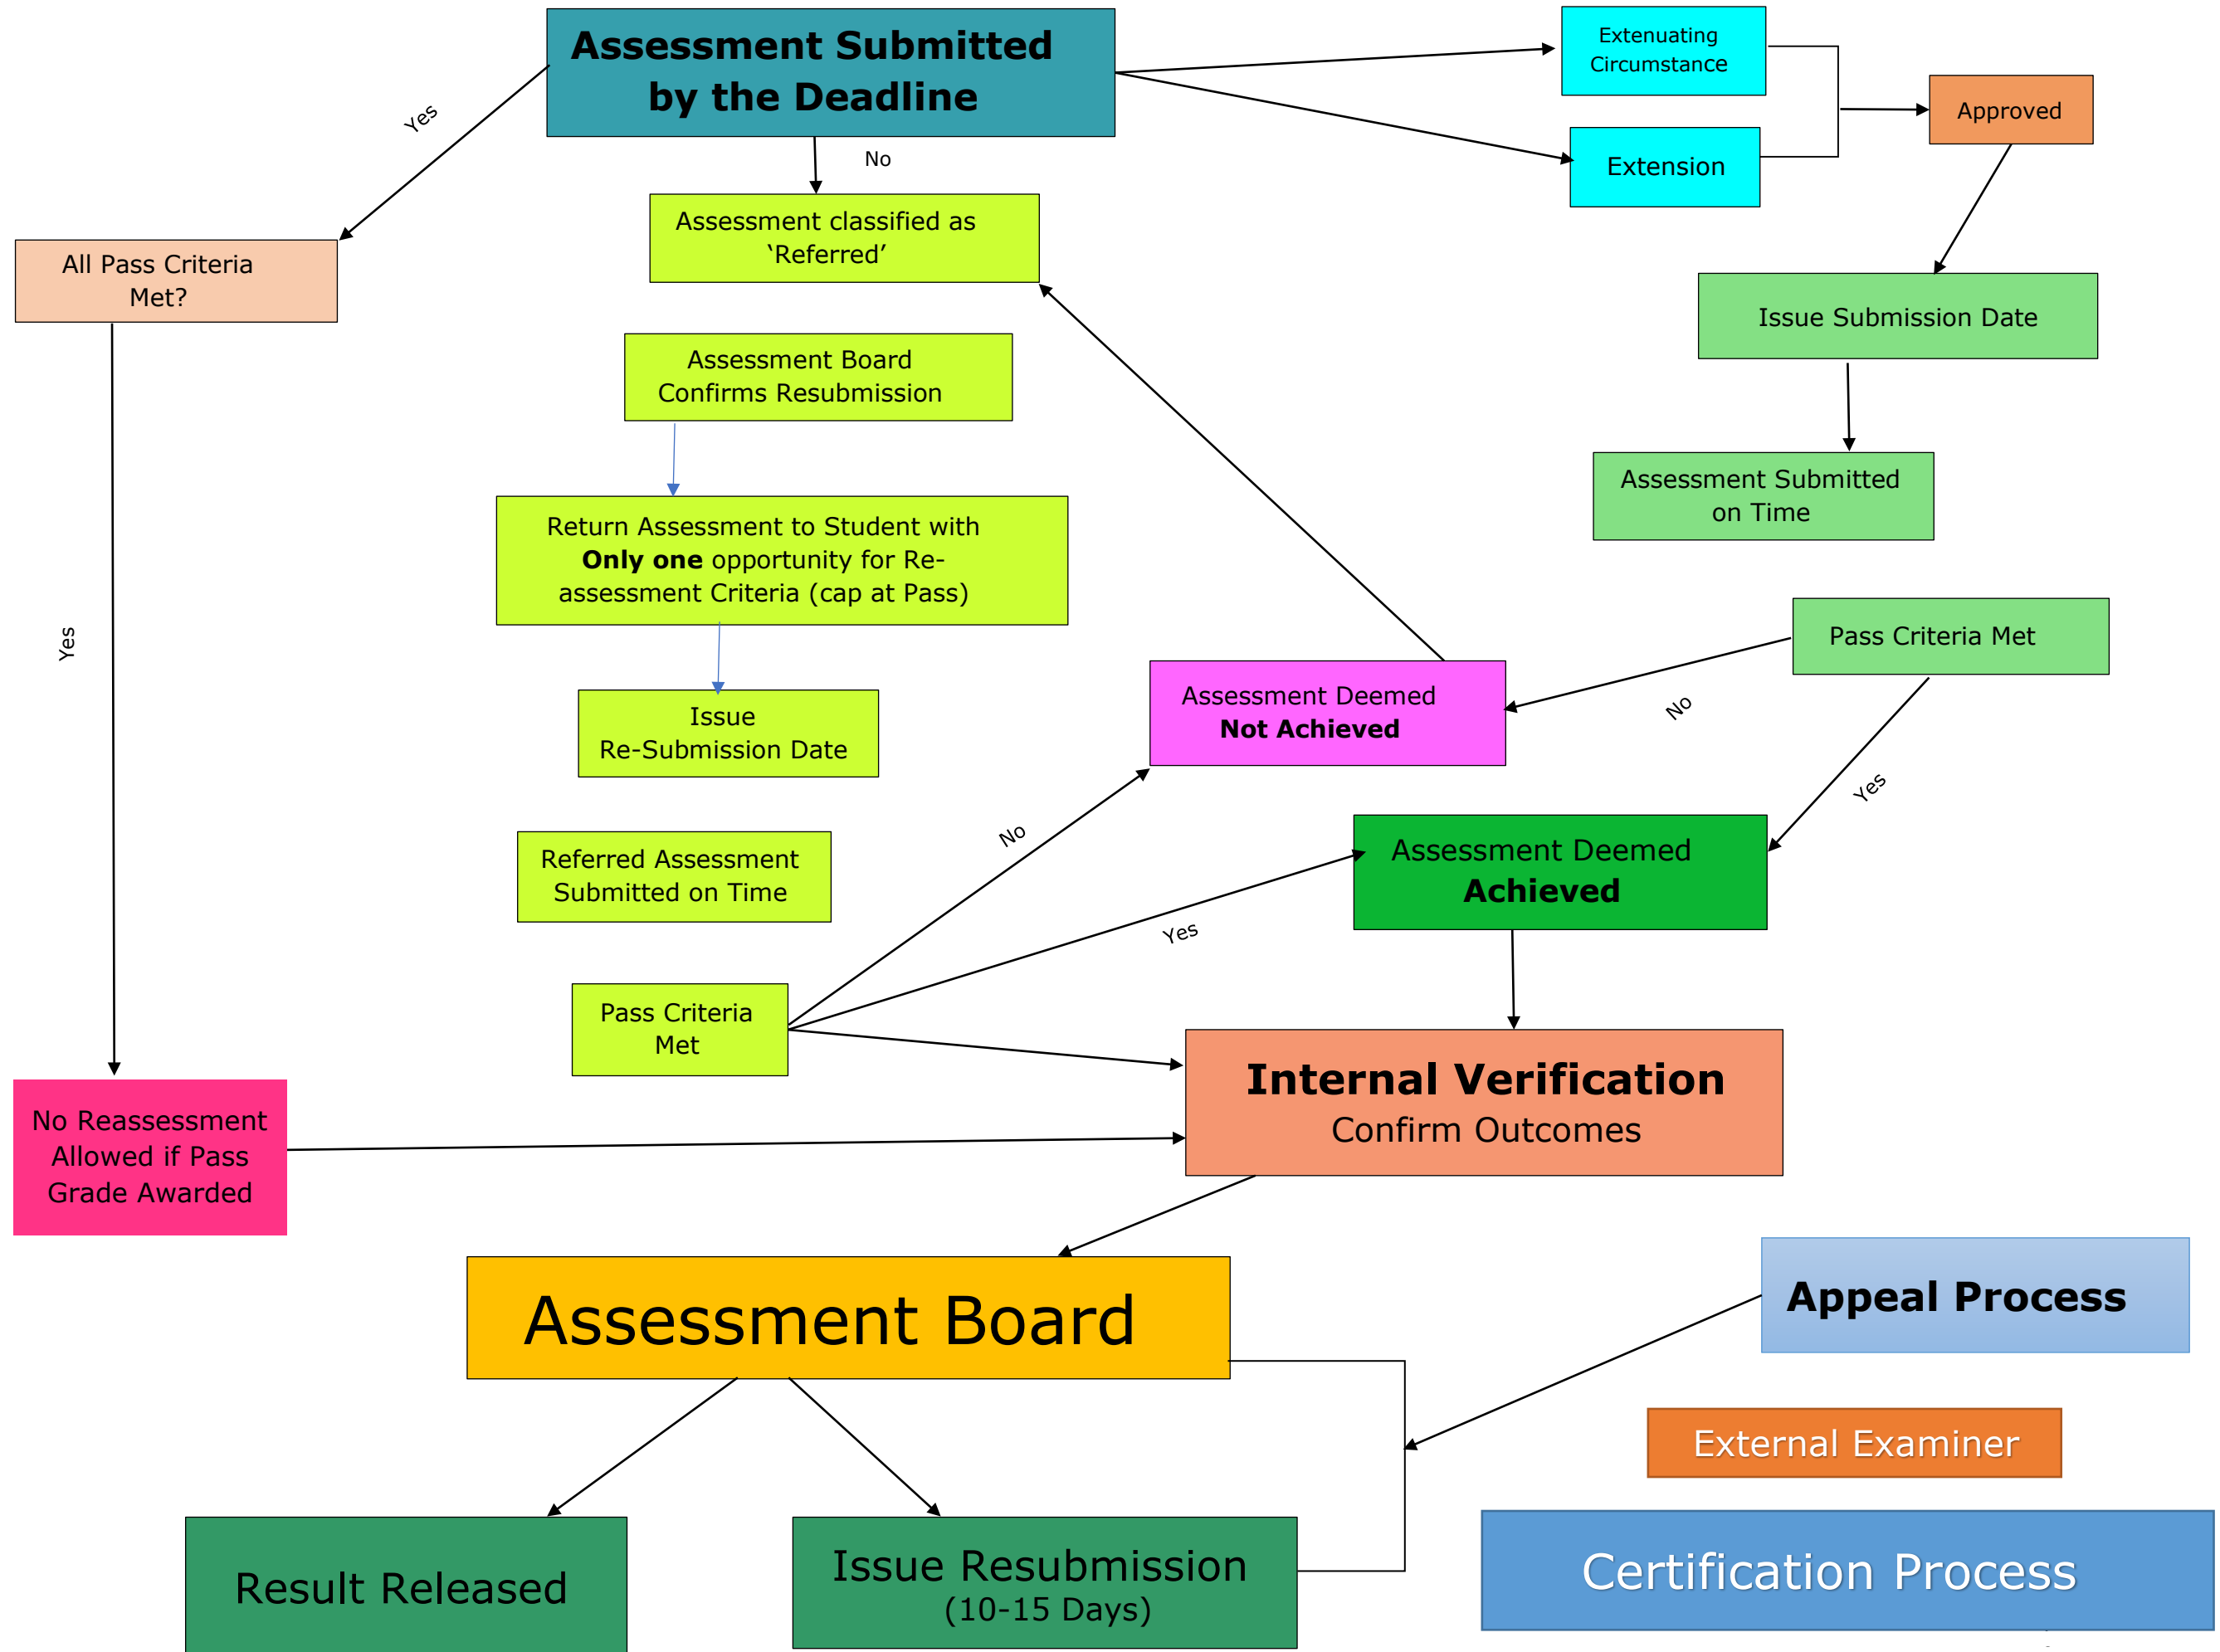 Assessment Submitted
by the Deadline
Extenuating
Circumstance
Extension
Approved
Yes
No
Assessment classified as
‘Referred’
All Pass Criteria
Met?
Issue Submission Date
Assessment Board
Confirms Resubmission
Assessment Submitted
on Time
Return Assessment to Student with
Only one opportunity for Re-
assessment Criteria (cap at Pass)
Yes
Pass Criteria Met
Assessment Deemed
Not Achieved
No
Issue
Re-Submission Date
Yes
No
Assessment Deemed
Achieved
Referred Assessment
Submitted on Time
Yes
Pass Criteria
Met
Internal Verification
Confirm Outcomes
No Reassessment
Allowed if Pass
Grade Awarded
Assessment Board
Appeal Process
External Examiner
Result Released
Issue Resubmission
(10-15 Days)
Certification Process